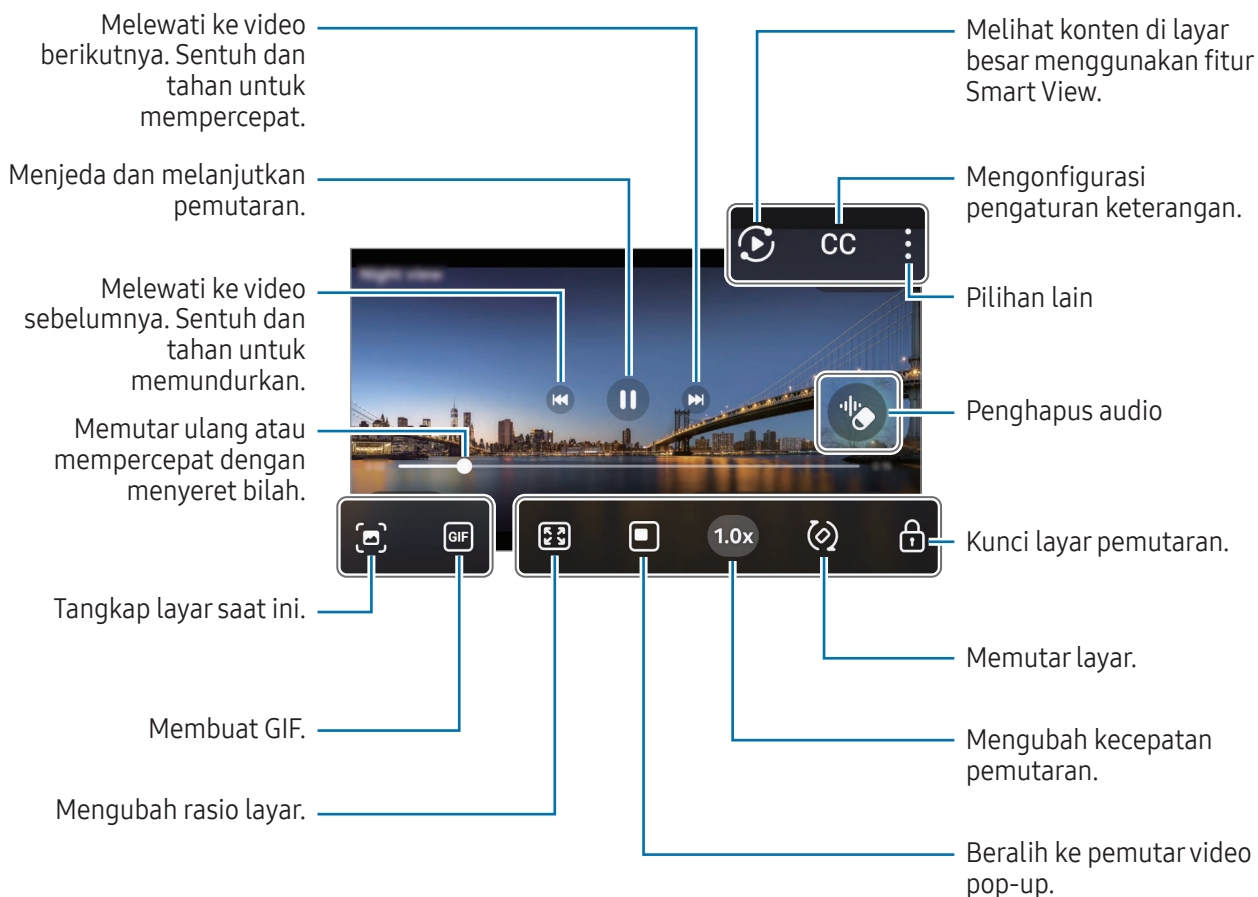 Melewati ke video
berikutnya. Sentuh dan
tahan untuk
mempercepat.
Menjeda dan melanjutkan
pemutaran.
Melewati ke video
sebelumnya. Sentuh dan
tahan untuk
memundurkan.
Memutar ulang atau
mempercepat dengan
menyeret bilah.
Tangkap layar saat ini.
Membuat GIF.
Mengubah rasio layar.
Night view
CC
GIF
1.0x
Melihat konten di layar
besar menggunakan fitur
Smart View.
Mengonfigurasi
pengaturan keterangan.
Pilihan lain
Penghapus audio
Kunci layar pemutaran.
Memutar layar.
Mengubah kecepatan
pemutaran.
Beralih ke pemutar video
pop-up.